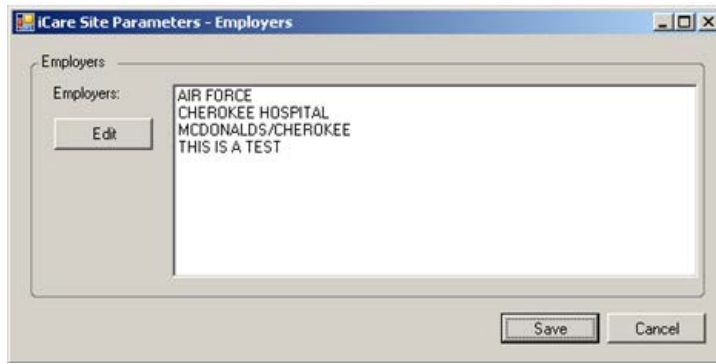 iCare Site Parameters - Employers
Employers
Employers:
Edit
AIR FORCE
CHEROKEE HOSPITAL
MCDONALDS/CHEROKEE
THIS IS A TEST
Save
Cancel